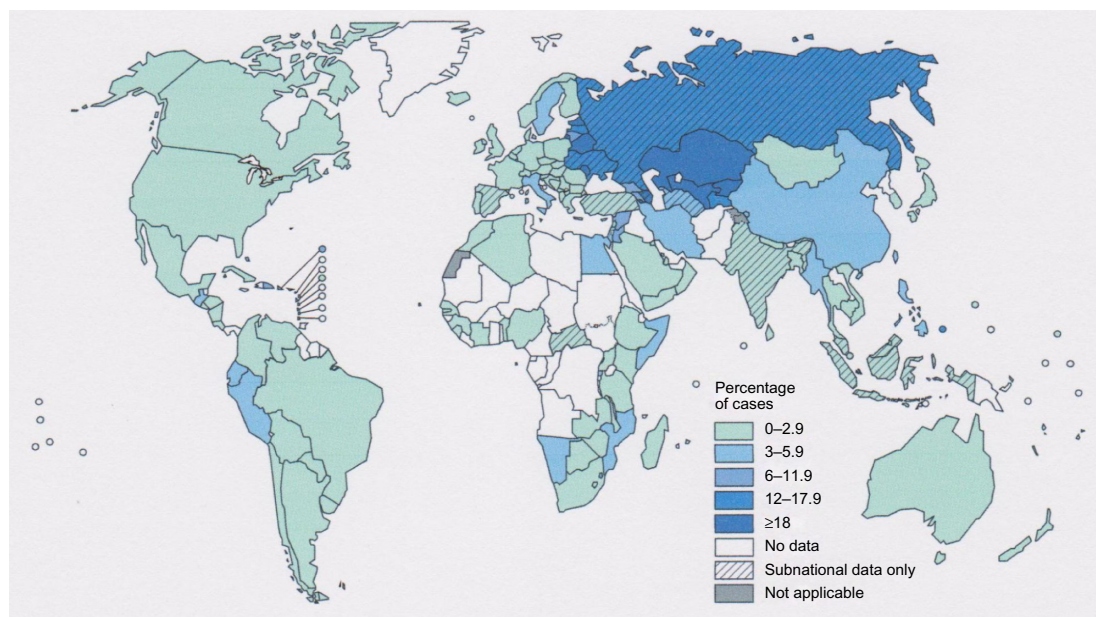 Percentage
of cases
0–2.9
3–5.9
6–11.9
12–17.9
≥18
No data
Subnational data only
Not applicable